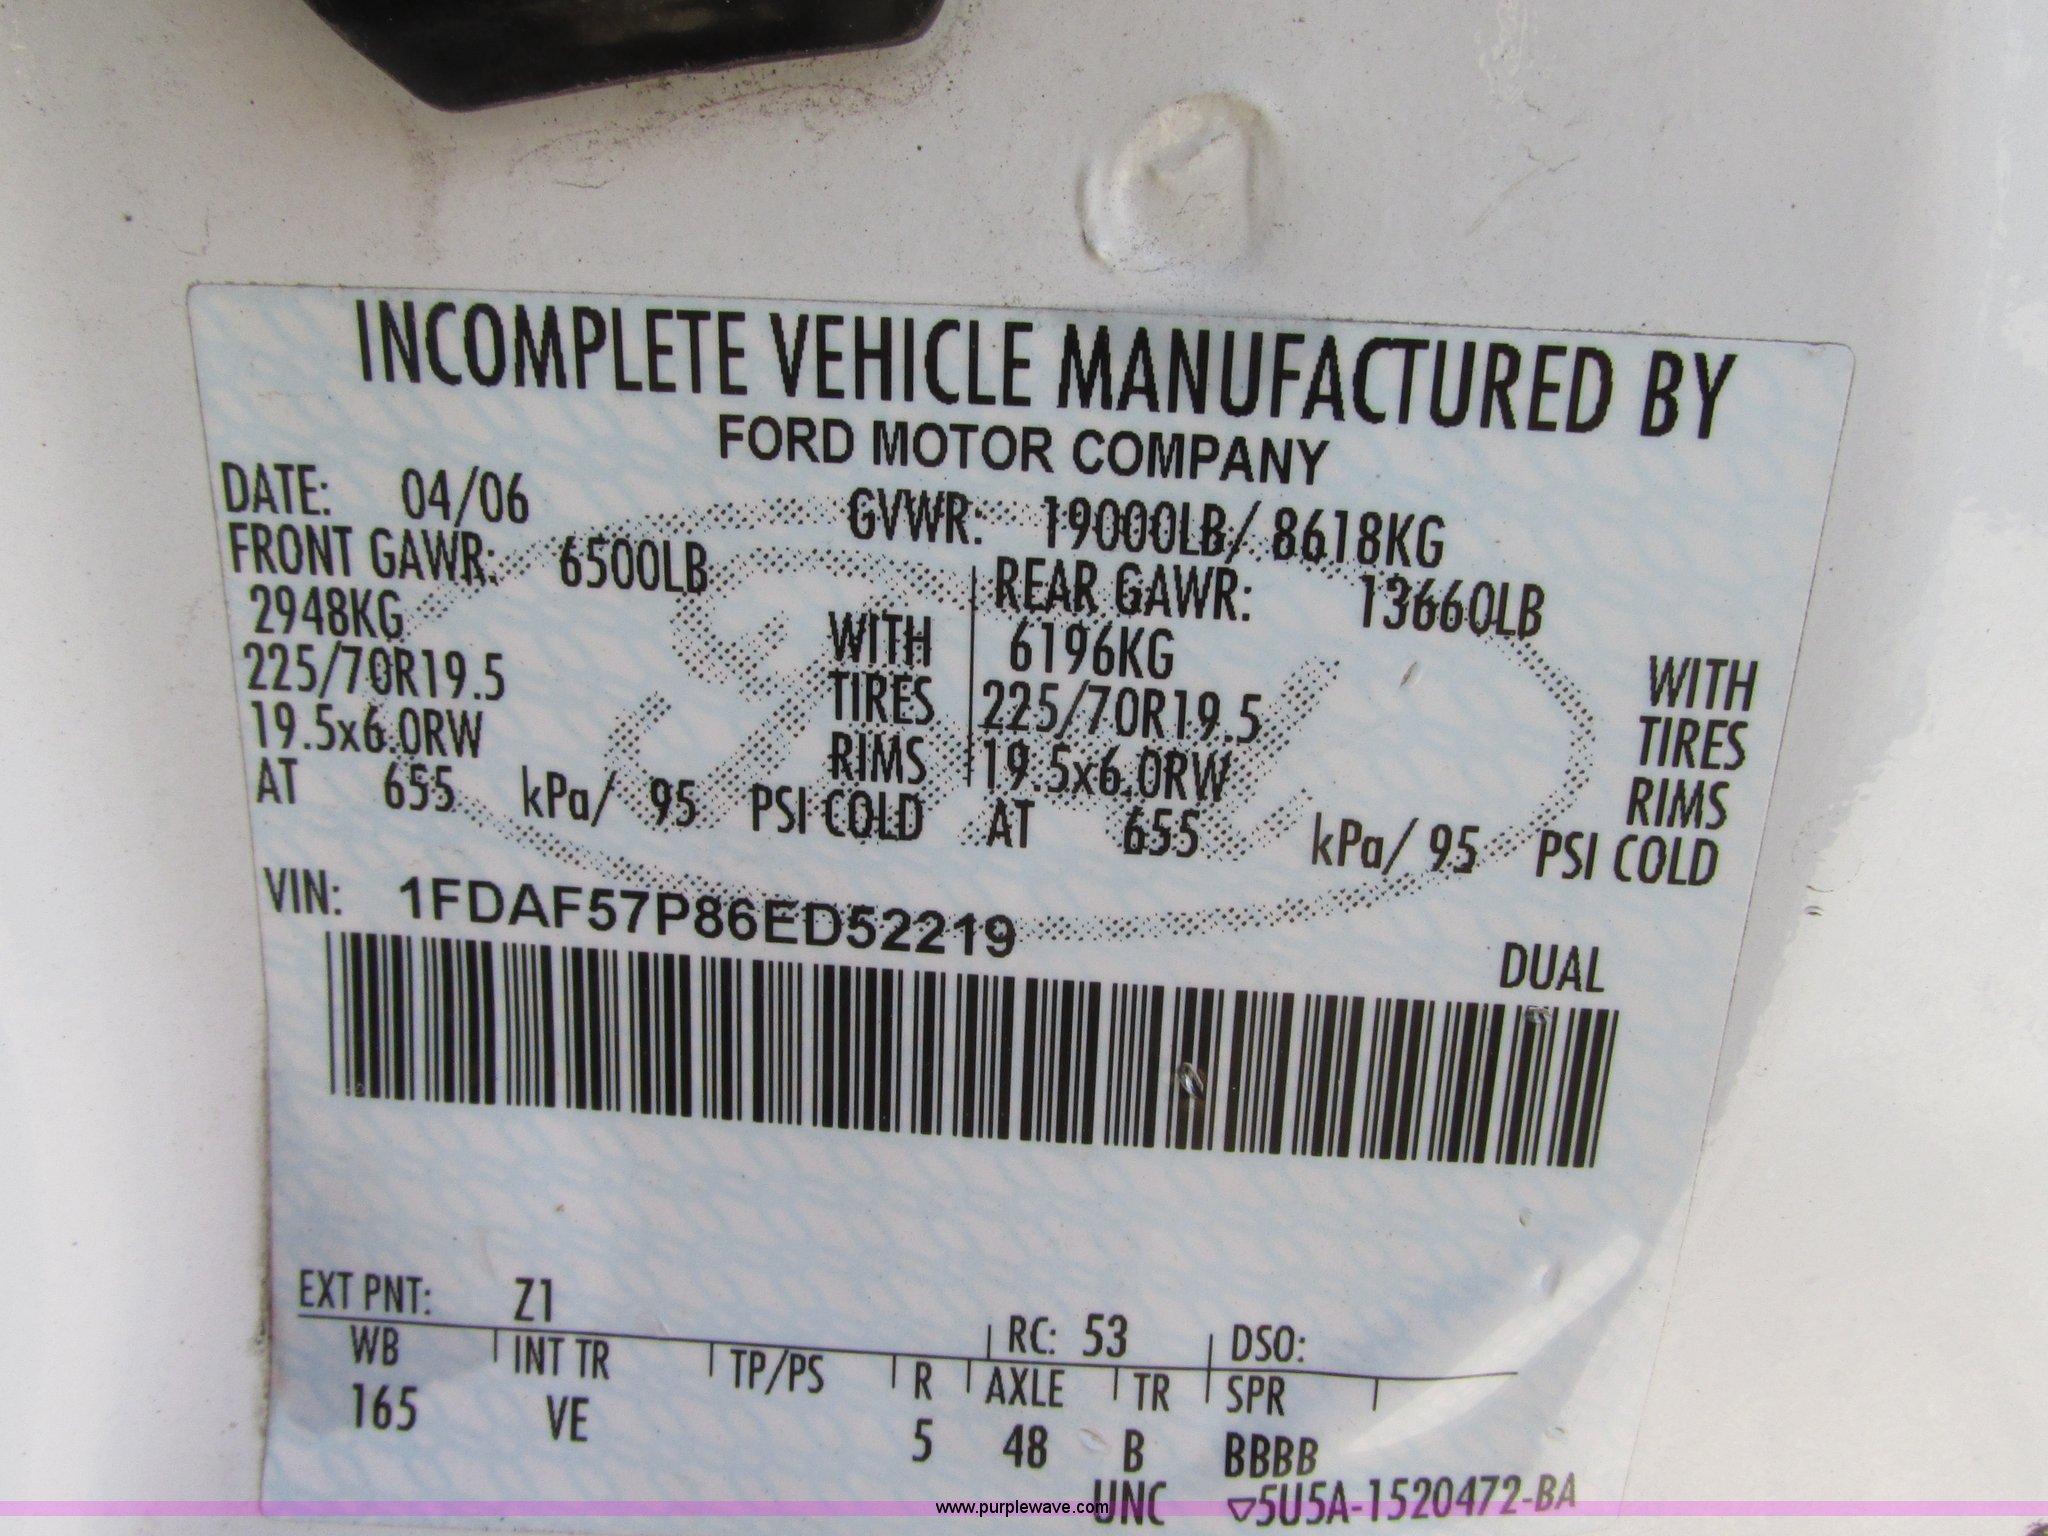 INCOMPLETE VEHICLE MANUFACTURED BY
FORD MOTOR COMPANY
DATE: 04/06 GVWR: 19000LB/ 8618KG
FRONT GAWR: 6500LB REAR GAWR: 13660LB
2948KG WITH 6196KG WITH
225/70R19.5 TIRES 225/70R19.5 TIRES
19.5x6.0RW RIMS 19.5x6.0RW RIMS
AT 655 kPa/ 95 PSI COLD AT 655 kPa/ 95 PSI COLD
VIN: 1FDAF57P86ED52219
DUAL
EXT PNT: Z1 RC: 53 DSO:
WB INT TR TP/PS R AXLE TR SPR
165 VE 5 48 B BBBB
UNC ▽5U5A-1520472-BA
www.purplewave.com